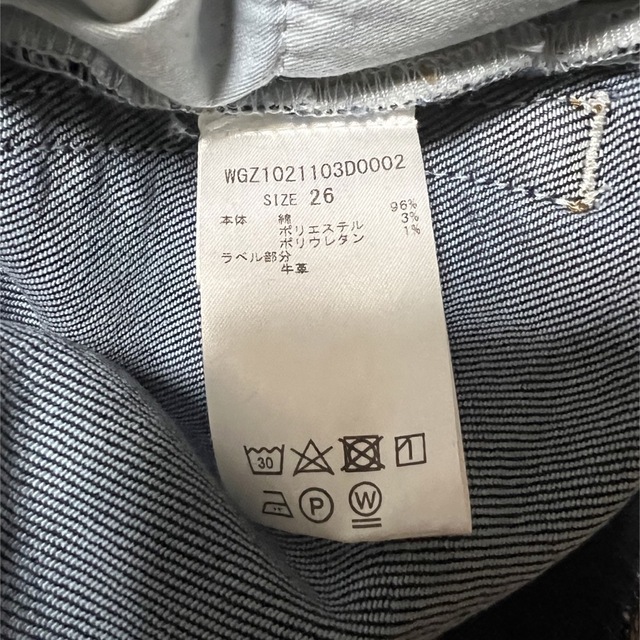 WGZ1021103D0002
SIZE 26
本体 綿 96%
ポリエステル 3%
ポリウレタン 1%
ラベル部分
牛革
30
P
W